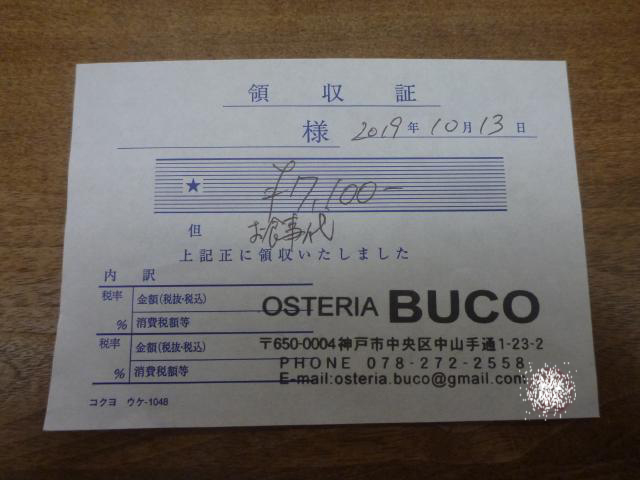 領収証
様 2019年10月13日
★ ¥7,100-
但 お食事代
上記正に領収いたしました
内訳
税率 金額(税抜・税込)
% 消費税額等
税率 金額(税抜・税込)
% 消費税額等
OSTERIA BUCO
〒650-0004神戸市中央区中山手通1-23-2
PHONE 078-272-2558
E-mail:osteria.buco@gmail.com
コクヨ ウケ-1048